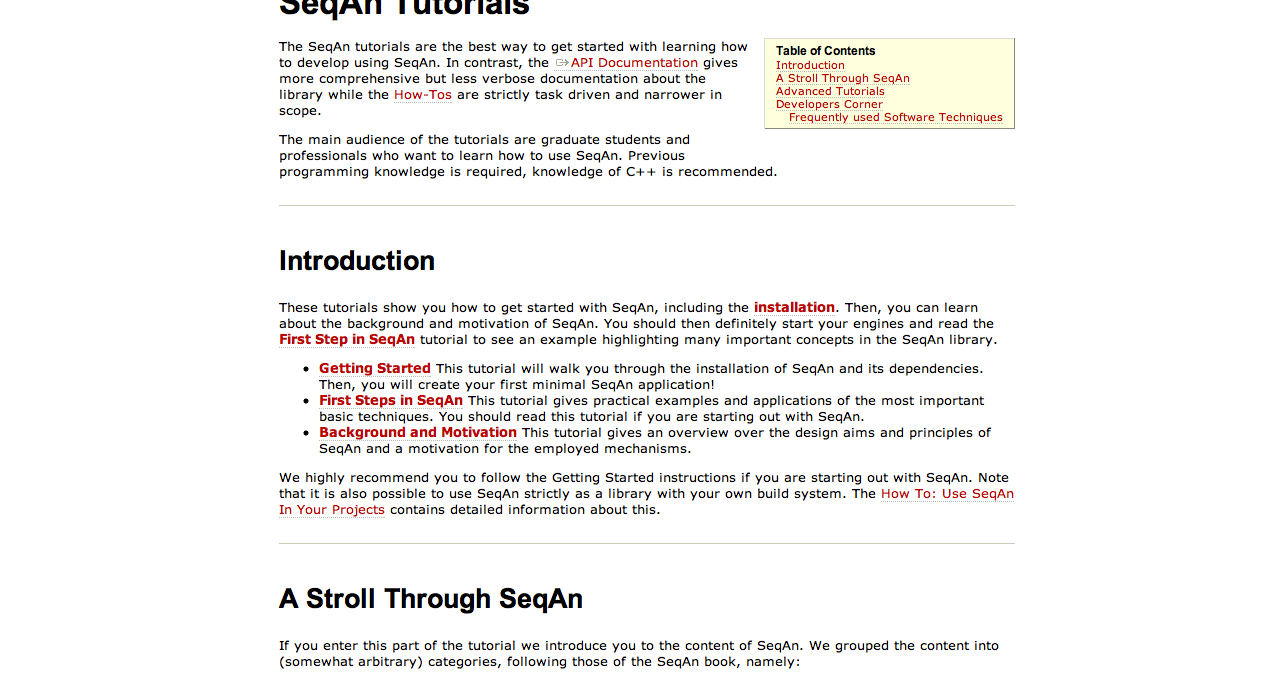 SeqAn Tutorials
The SeqAn tutorials are the best way to get started with learning how
to develop using SeqAn. In contrast, the API Documentation gives
more comprehensive but less verbose documentation about the
library while the How-Tos are strictly task driven and narrower in
scope.
The main audience of the tutorials are graduate students and
professionals who want to learn how to use SeqAn. Previous
programming knowledge is required, knowledge of C++ is recommended.
Table of Contents
Introduction
A Stroll Through SeqAn
Advanced Tutorials
Developers Corner
Frequently used Software Techniques
Introduction
These tutorials show you how to get started with SeqAn, including the installation. Then, you can learn
about the background and motivation of SeqAn. You should then definitely start your engines and read the
First Step in SeqAn tutorial to see an example highlighting many important concepts in the SeqAn library.
• Getting Started This tutorial will walk you through the installation of SeqAn and its dependencies.
Then, you will create your first minimal SeqAn application!
• First Steps in SeqAn This tutorial gives practical examples and applications of the most important
basic techniques. You should read this tutorial if you are starting out with SeqAn.
• Background and Motivation This tutorial gives an overview over the design aims and principles of
SeqAn and a motivation for the employed mechanisms.
We highly recommend you to follow the Getting Started instructions if you are starting out with SeqAn. Note
that it is also possible to use SeqAn strictly as a library with your own build system. The How To: Use SeqAn
In Your Projects contains detailed information about this.
A Stroll Through SeqAn
If you enter this part of the tutorial we introduce you to the content of SeqAn. We grouped the content into
(somewhat arbitrary) categories, following those of the SeqAn book, namely: